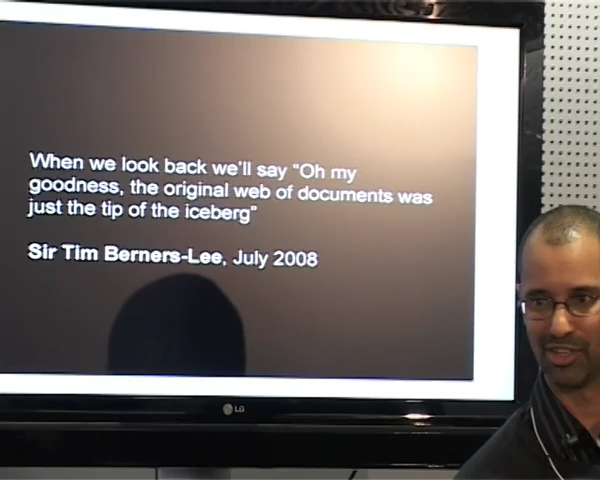 When we look back we'll say "Oh my
goodness, the original web of documents was
just the tip of the iceberg"
Sir Tim Berners-Lee, July 2008
LG